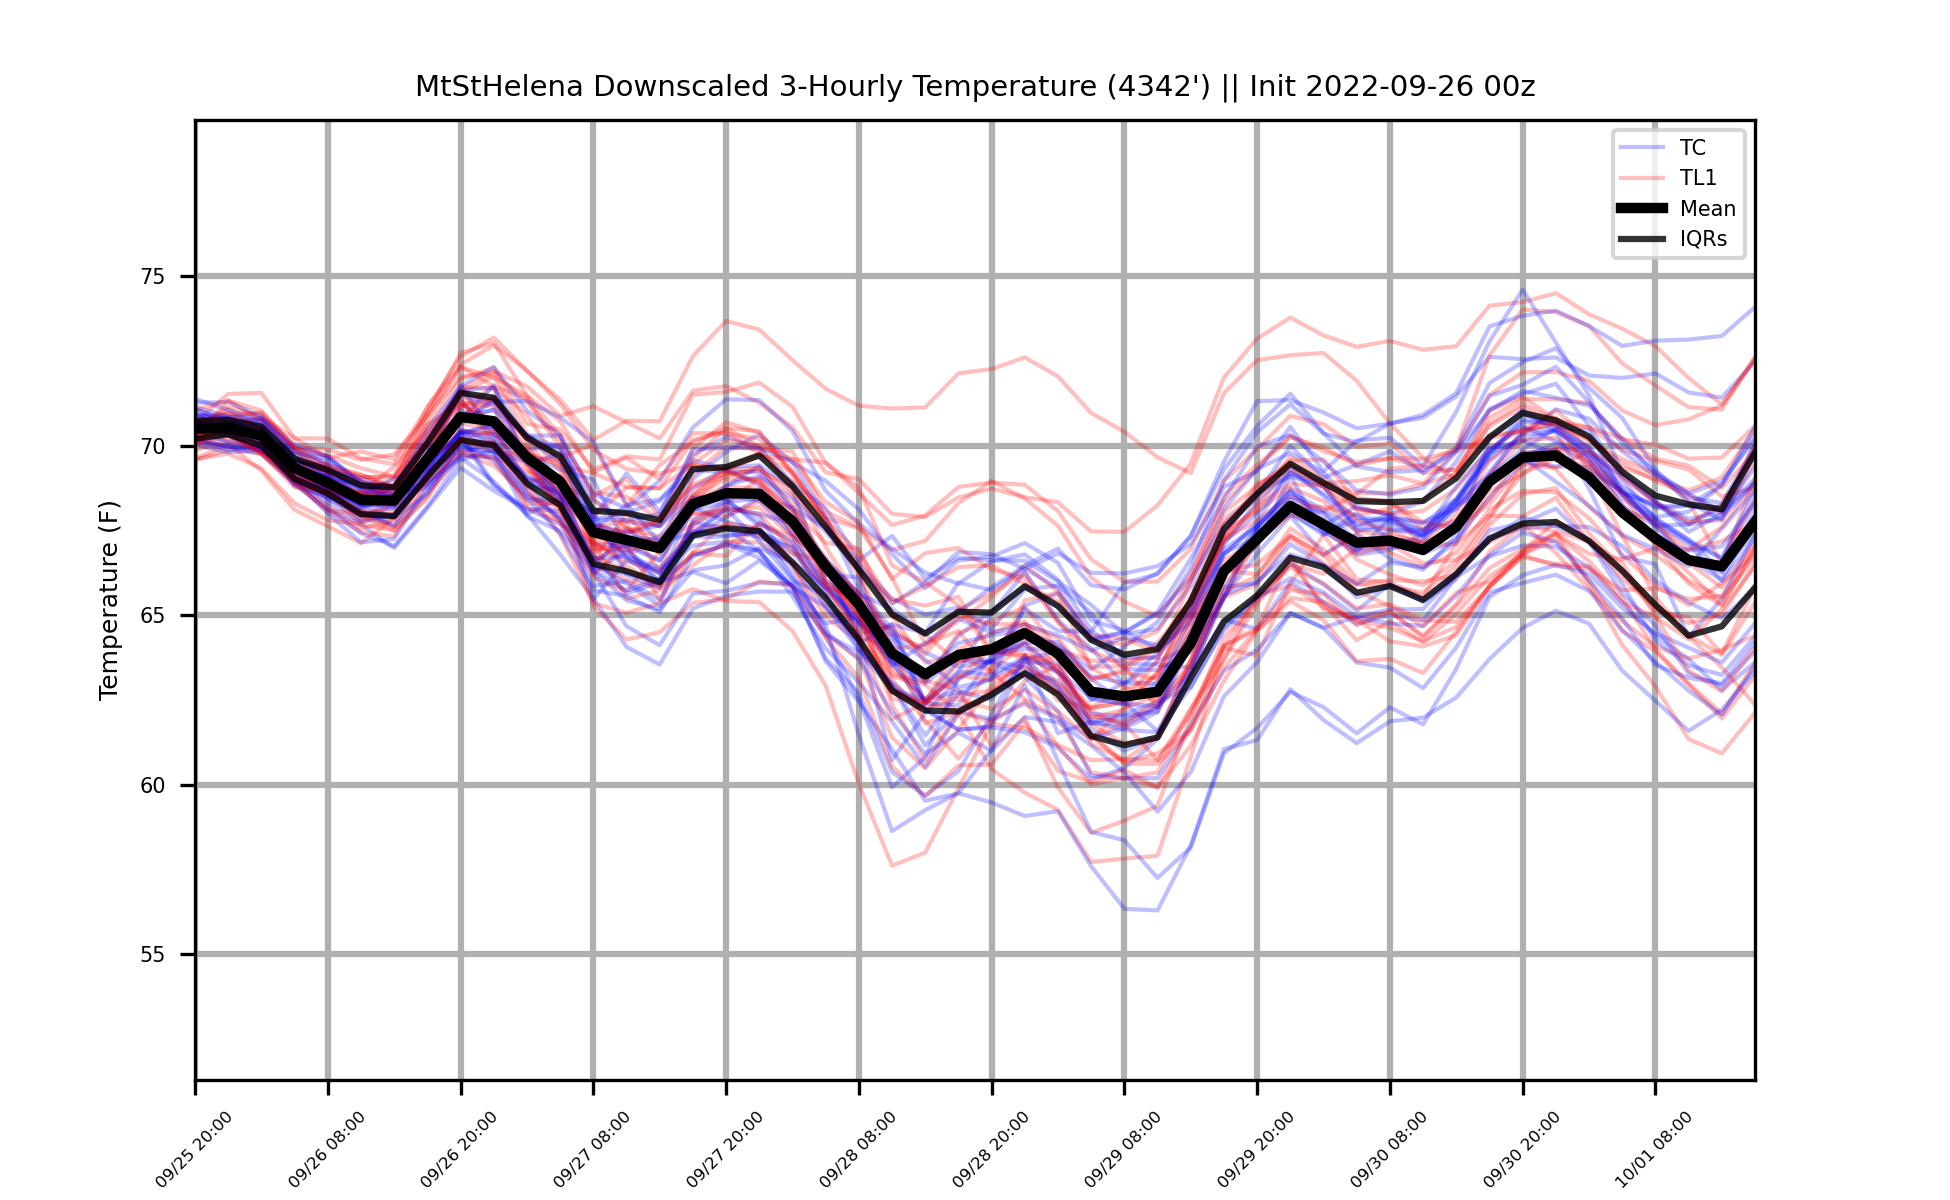 MtStHelena Downscaled 3-Hourly Temperature (4342') || Init 2022-09-26 00z
TC
TL1
Mean
IQRs
Temperature (F)
75
70
65
60
55
09/25 20:00
09/26 08:00
09/26 20:00
09/27 08:00
09/27 20:00
09/28 08:00
09/28 20:00
09/29 08:00
09/29 20:00
09/30 08:00
09/30 20:00
10/01 08:00